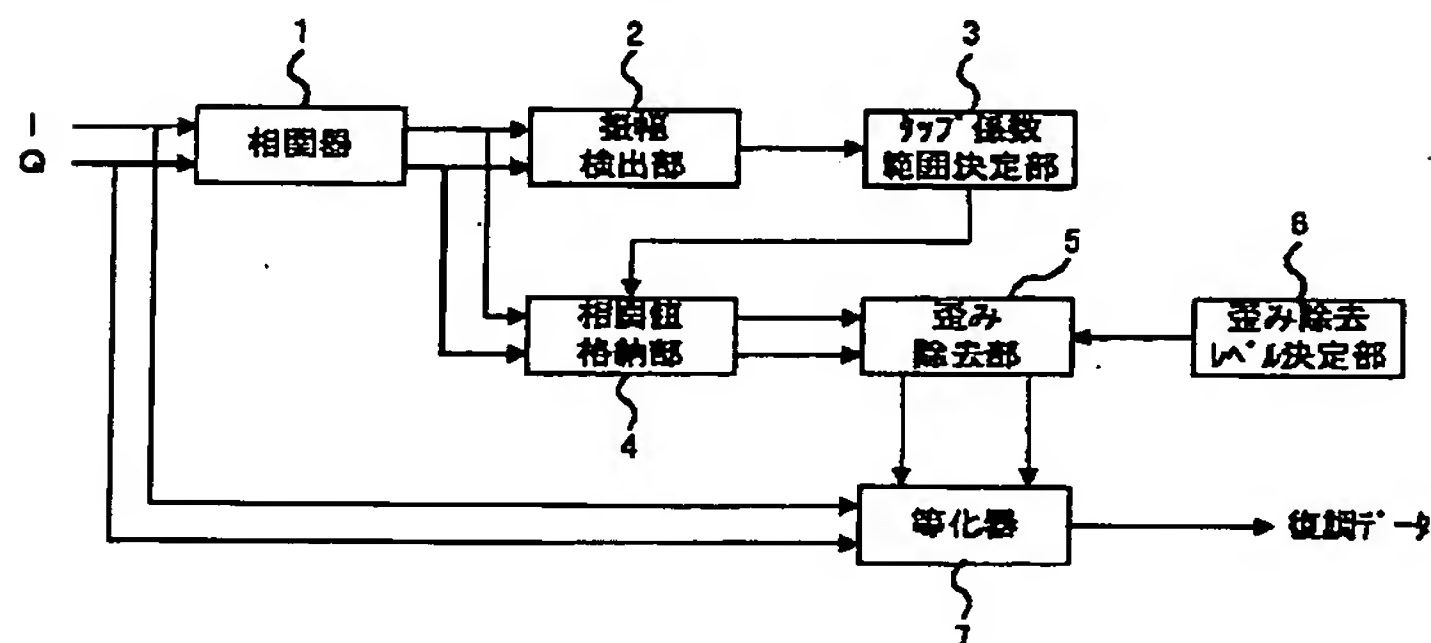 1
2
3
I
Q
相関器
振幅
検出部
タップ係数
範囲決定部
5
6
相関値
格納部
歪み
除去部
歪み除去
レベル決定部
4
等化器
復調データ
7